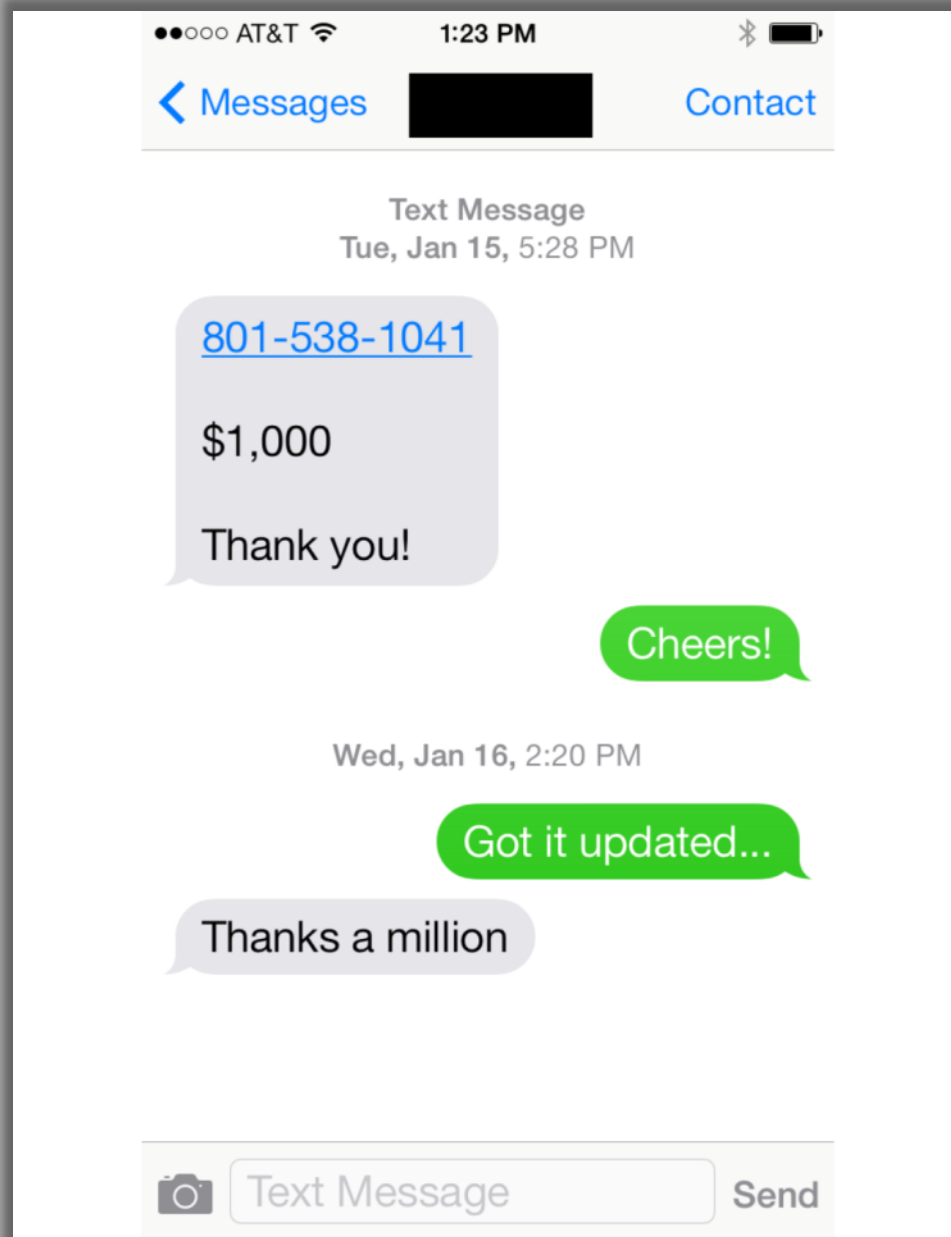 AT&T 1:23 PM
Messages Contact
Text Message
Tue, Jan 15, 5:28 PM
801-538-1041
$1,000
Thank you!
Cheers!
Wed, Jan 16, 2:20 PM
Got it updated...
Thanks a million
Text Message Send